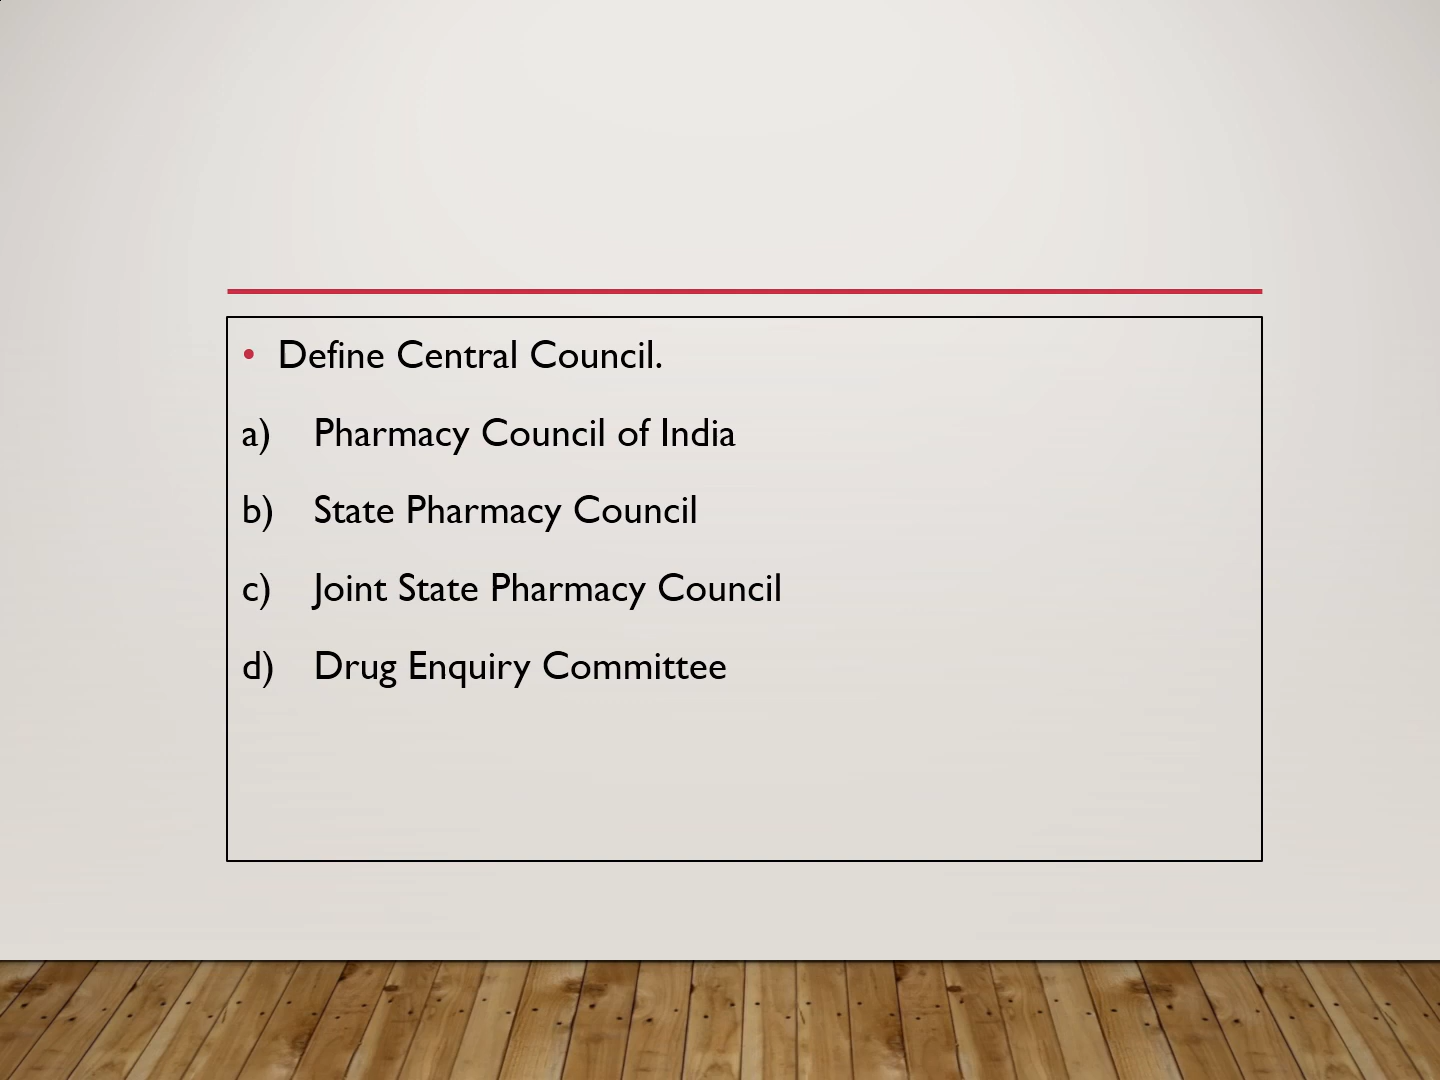 • Define Central Council.
a) Pharmacy Council of India
b) State Pharmacy Council
c) Joint State Pharmacy Council
d) Drug Enquiry Committee